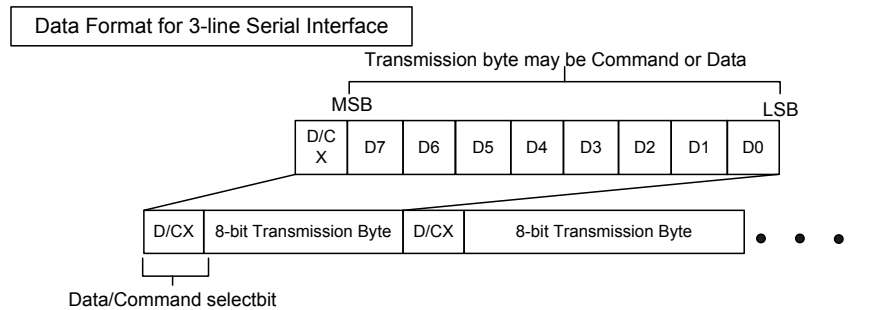 Data Format for 3-line Serial Interface
Transmission byte may be Command or Data
MSB
LSB
D/C
X
D7
D6
D5
D4
D3
D2
D1
D0
D/CX
8-bit Transmission Byte
D/CX
8-bit Transmission Byte
Data/Command selectbit